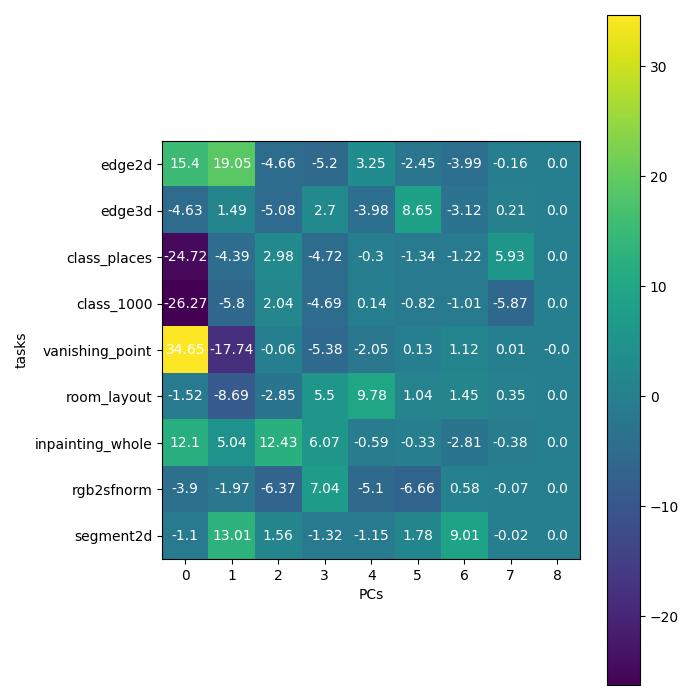 30
20
10
0
−10
−20
tasks
edge2d 15.4 19.05 -4.66 -5.2 3.25 -2.45 -3.99 -0.16 0.0
edge3d -4.63 1.49 -5.08 2.7 -3.98 8.65 -3.12 0.21 0.0
class_places -24.72 -4.39 2.98 -4.72 -0.3 -1.34 -1.22 5.93 0.0
class_1000 -26.27 -5.8 2.04 -4.69 0.14 -0.82 -1.01 -5.87 0.0
vanishing_point 34.65 -17.74 -0.06 -5.38 -2.05 0.13 1.12 0.01 -0.0
room_layout -1.52 -8.69 -2.85 5.5 9.78 1.04 1.45 0.35 0.0
inpainting_whole 12.1 5.04 12.43 6.07 -0.59 -0.33 -2.81 -0.38 0.0
rgb2sfnorm -3.9 -1.97 -6.37 7.04 -5.1 -6.66 0.58 -0.07 0.0
segment2d -1.1 13.01 1.56 -1.32 -1.15 1.78 9.01 -0.02 0.0
0 1 2 3 4 5 6 7 8
PCs